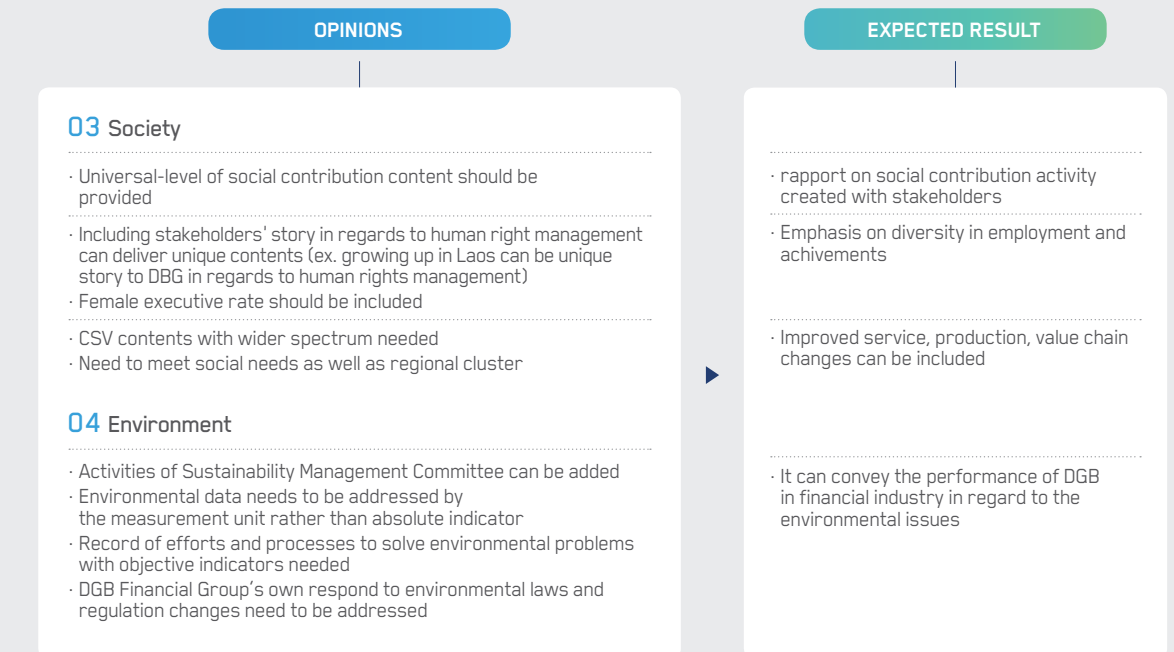 OPINIONS
EXPECTED RESULT
03 Society
· Universal-level of social contribution content should be
provided
· Including stakeholders' story in regards to human right management
can deliver unique contents (ex. growing up in Laos can be unique
story to DBG in regards to human rights management)
· Female executive rate should be included
· CSV contents with wider spectrum needed
· Need to meet social needs as well as regional cluster
04 Environment
· Activities of Sustainability Management Committee can be added
· Environmental data needs to be addressed by
the measurement unit rather than absolute indicator
· Record of efforts and processes to solve environmental problems
with objective indicators needed
· DGB Financial Group's own respond to environmental laws and
regulation changes need to be addressed
· rapport on social contribution activity
created with stakeholders
· Emphasis on diversity in employment and
achivements
· Improved service, production, value chain
changes can be included
· It can convey the performance of DGB
in financial industry in regard to the
environmental issues